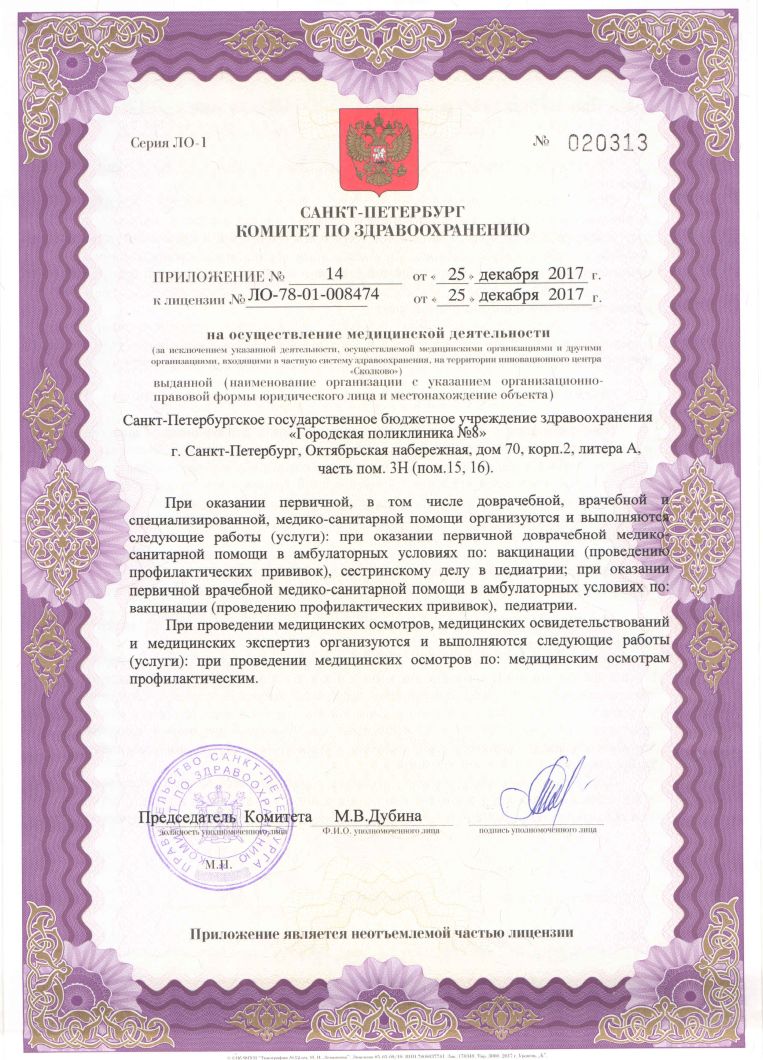 Серия ЛО-1
№ 020313
САНКТ-ПЕТЕРБУРГ
КОМИТЕТ ПО ЗДРАВООХРАНЕНИЮ
ПРИЛОЖЕНИЕ № 14 от « 25 » декабря 2017 г.
к лицензии № ЛО-78-01-008474 от « 25 » декабря 2017 г.
на осуществление медицинской деятельности
(за исключением указанной деятельности, осуществляемой медицинскими организациями и другими
организациями, входящими в частную систему здравоохранения, на территории инновационного центра
«Сколково»)
выданной (наименование организации с указанием организационно-
правовой формы юридического лица и местонахождение объекта)
Санкт-Петербургское государственное бюджетное учреждение здравоохранения
«Городская поликлиника №8»
г. Санкт-Петербург, Октябрьская набережная, дом 70, корп.2, литера А,
часть пом. 3Н (пом.15, 16).
При оказании первичной, в том числе доврачебной, врачебной и
специализированной, медико-санитарной помощи организуются и выполняются
следующие работы (услуги): при оказании первичной доврачебной медико-
санитарной помощи в амбулаторных условиях по: вакцинации (проведению
профилактических прививок), сестринскому делу в педиатрии; при оказании
первичной врачебной медико-санитарной помощи в амбулаторных условиях по:
вакцинации (проведению профилактических прививок), педиатрии.
При проведении медицинских осмотров, медицинских освидетельствований
и медицинских экспертиз организуются и выполняются следующие работы
(услуги): при проведении медицинских осмотров по: медицинским осмотрам
профилактическим.
ПРАВИТЕЛЬСТВО САНКТ-ПЕТЕРБУРГА
КОМИТЕТ ПО ЗДРАВООХРАНЕНИЮ
Председатель Комитета М.В.Дубина
должность уполномоченного лица Ф.И.О. уполномоченного лица подпись уполномоченного лица
М.П.
Приложение является неотъемлемой частью лицензии